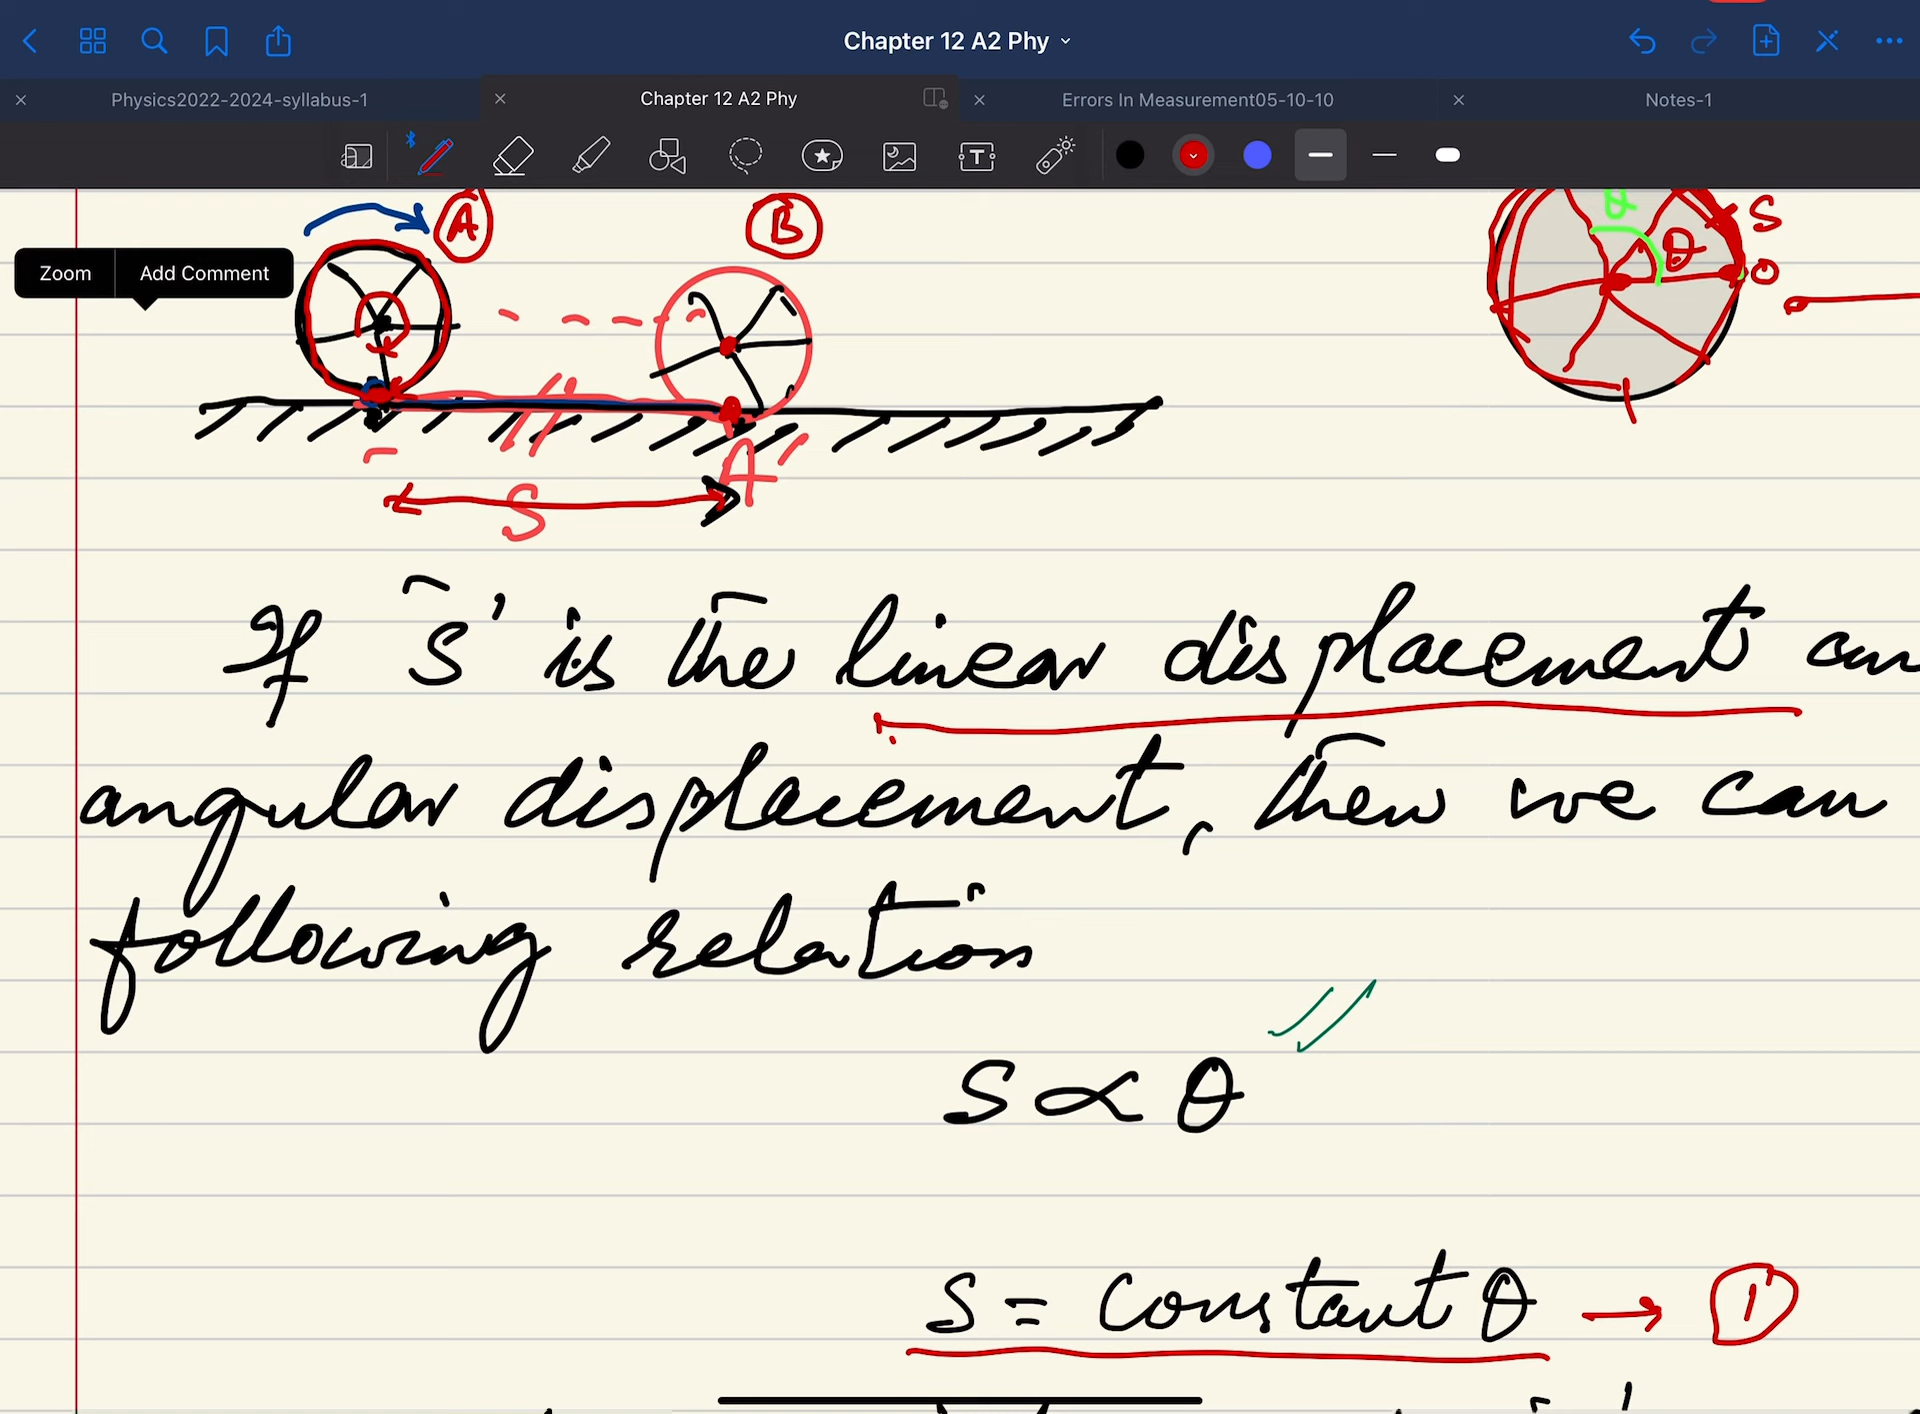 Chapter 12 A2 Phy
Physics2022-2024-syllabus-1
Chapter 12 A2 Phy
Errors In Measurement05-10-10
Notes-1
T
A
B
θ
S
θ
O
Zoom
Add Comment
A'
S
If 's' is the linear displacement an
angular displacement, then we can
following relation
S ∝ θ
S = Constant θ → 1